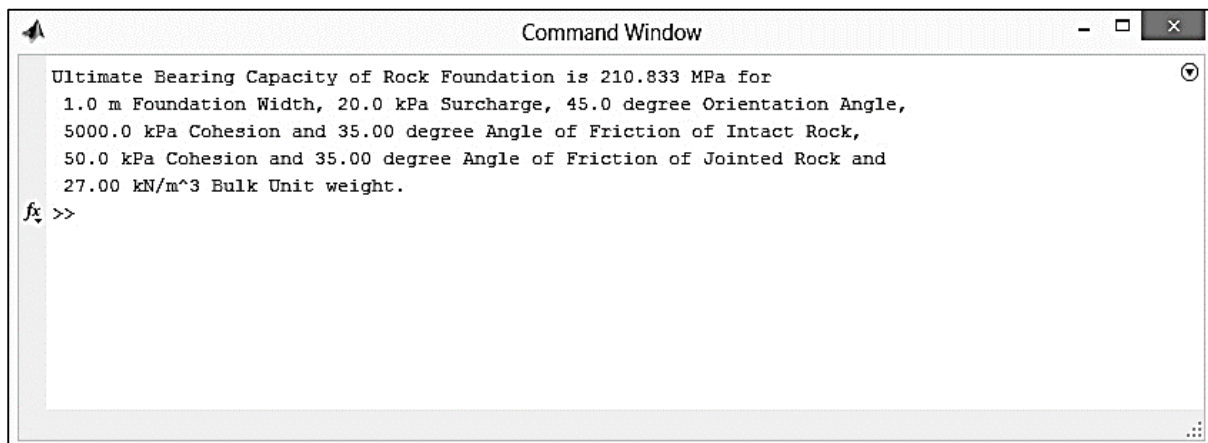 Command Window
Ultimate Bearing Capacity of Rock Foundation is 210.833 MPa for
1.0 m Foundation Width, 20.0 kPa Surcharge, 45.0 degree Orientation Angle,
5000.0 kPa Cohesion and 35.00 degree Angle of Friction of Intact Rock,
50.0 kPa Cohesion and 35.00 degree Angle of Friction of Jointed Rock and
27.00 kN/m^3 Bulk Unit weight.
fx >>